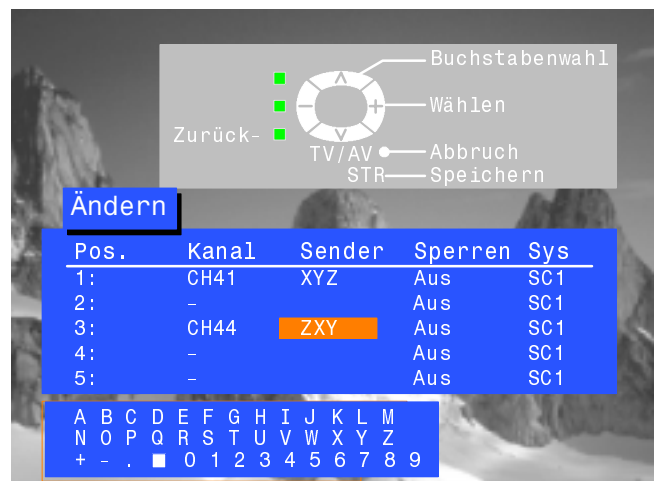 Buchstabenwahl
Wählen
Zurück-
TV/AV Abbruch
STR Speichern
Ändern
Pos. Kanal Sender Sperren Sys
1: CH41 XYZ Aus SC1
2: - Aus SC1
3: CH44 ZXY Aus SC1
4: - Aus SC1
5: - Aus SC1
A B C D E F G H I J K L M
N O P Q R S T U V W X Y Z
+ - . ■ 0 1 2 3 4 5 6 7 8 9